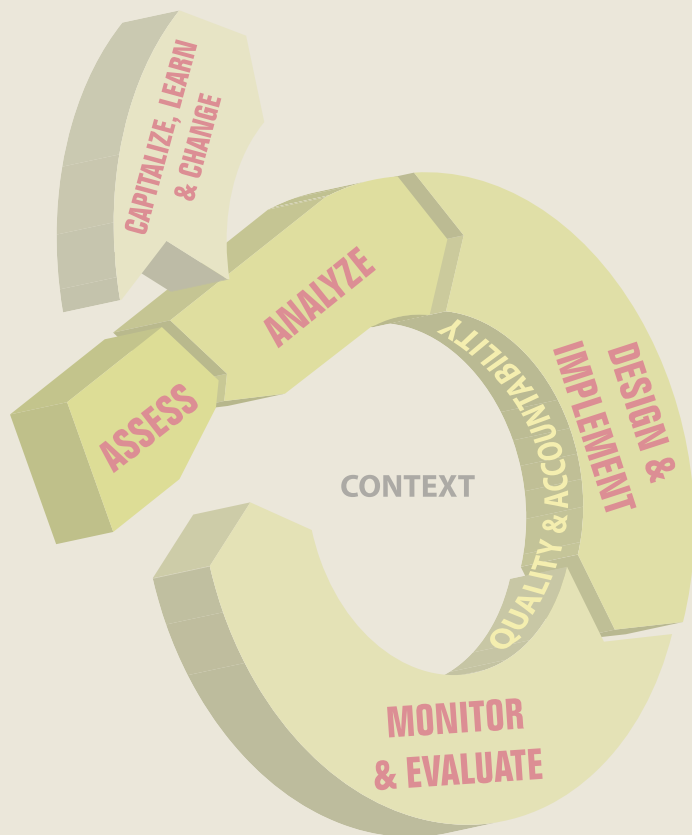 CAPITALIZE, LEARN
& CHANGE
ANALYZE
ASSESS
DESIGN &
IMPLEMENT
QUALITY & ACCOUNTABILITY
CONTEXT
MONITOR
& EVALUATE